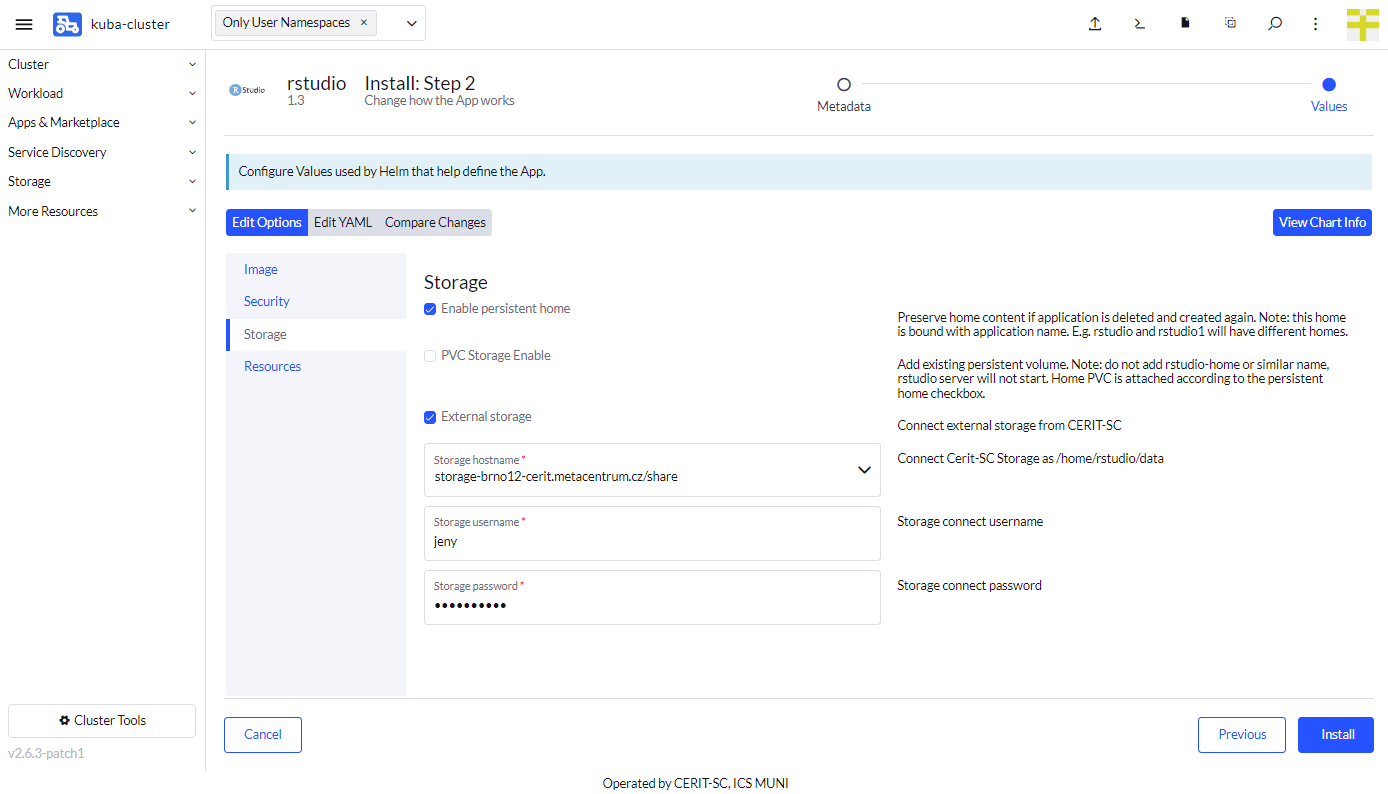 kuba-cluster
Only User Namespaces ×
Cluster
Workload
Apps & Marketplace
Service Discovery
Storage
More Resources
Cluster Tools
v2.6.3-patch1
R Studio
rstudio
1.3
Install: Step 2
Change how the App works
Metadata
Values
Configure Values used by Helm that help define the App.
Edit Options Edit YAML Compare Changes
View Chart Info
Image
Security
Storage
Resources
Storage
Enable persistent home
Preserve home content if application is deleted and created again. Note: this home
is bound with application name. E.g. rstudio and rstudio1 will have different homes.
PVC Storage Enable
Add existing persistent volume. Note: do not add rstudio-home or similar name,
rstudio server will not start. Home PVC is attached according to the persistent
home checkbox.
External storage
Connect external storage from CERIT-SC
Storage hostname *
storage-brno12-cerit.metacentrum.cz/share
Connect Cerit-SC Storage as /home/rstudio/data
Storage username *
jeny
Storage connect username
Storage password *
••••••••••
Storage connect password
Cancel
Previous
Install
Operated by CERIT-SC, ICS MUNI